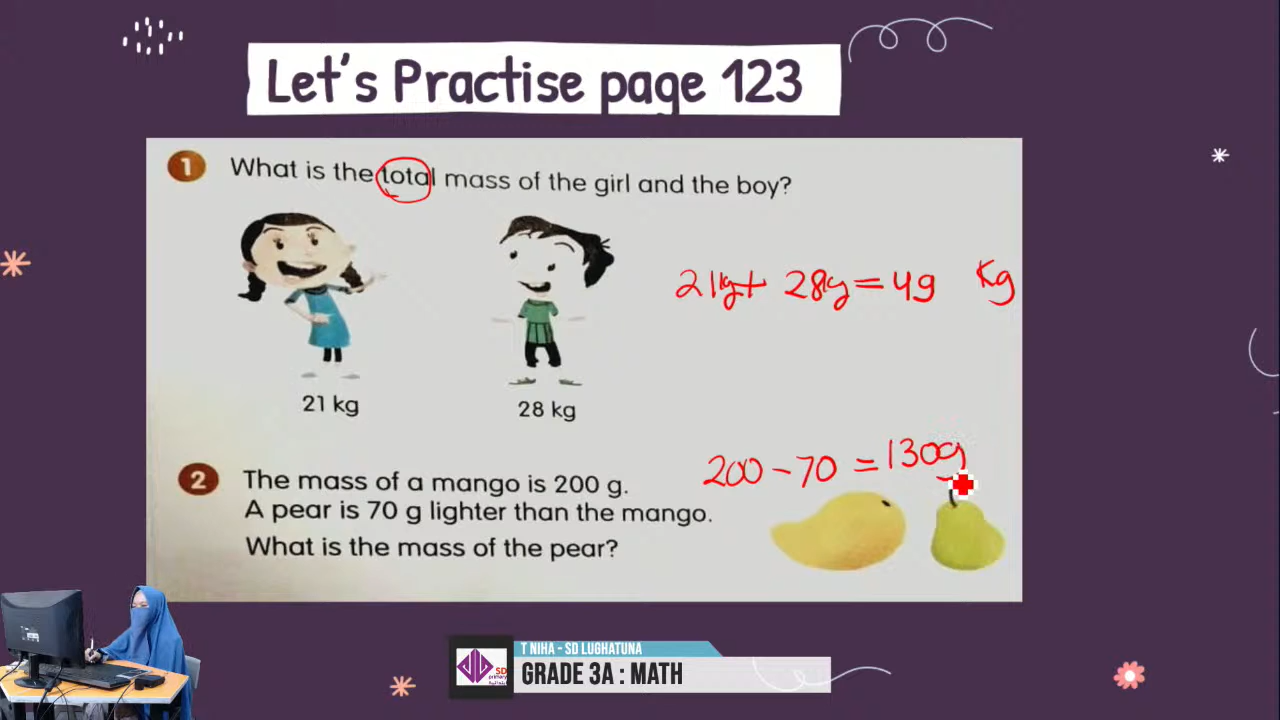 Let's Practise page 123
1 What is the total mass of the girl and the boy?
21kg+ 28kg = 49 Kg
21 kg
28 kg
200 - 70 = 130g
2 The mass of a mango is 200 g.
A pear is 70 g lighter than the mango.
What is the mass of the pear?
T NIHA - SD LUGHATUNA
SD
primary
GRADE 3A : MATH